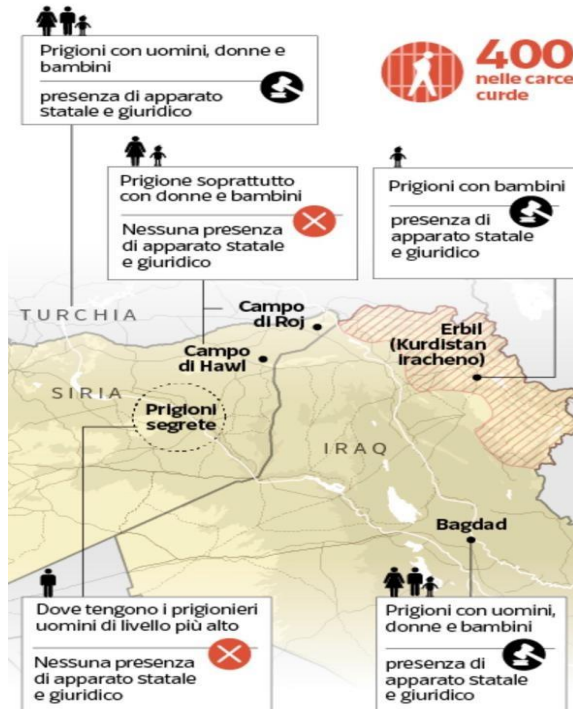 Prigioni con uomini, donne e
bambini
presenza di apparato
statale e giuridico
400
nelle carce
curde
Prigione soprattutto
con donne e bambini
Nessuna presenza
di apparato statale
e giuridico
Prigioni con bambini
presenza di
apparato statale
e giuridico
TURCHIA
Campo
di Roj
Erbil
(Kurdistan
Iracheno)
Campo
di Hawl
SIRIA
Prigioni
segrete
IRAQ
Bagdad
Dove tengono i prigionieri
uomini di livello più alto
Nessuna presenza
di apparato statale
e giuridico
Prigioni con uomini,
donne e bambini
presenza di
apparato statale
e giuridico